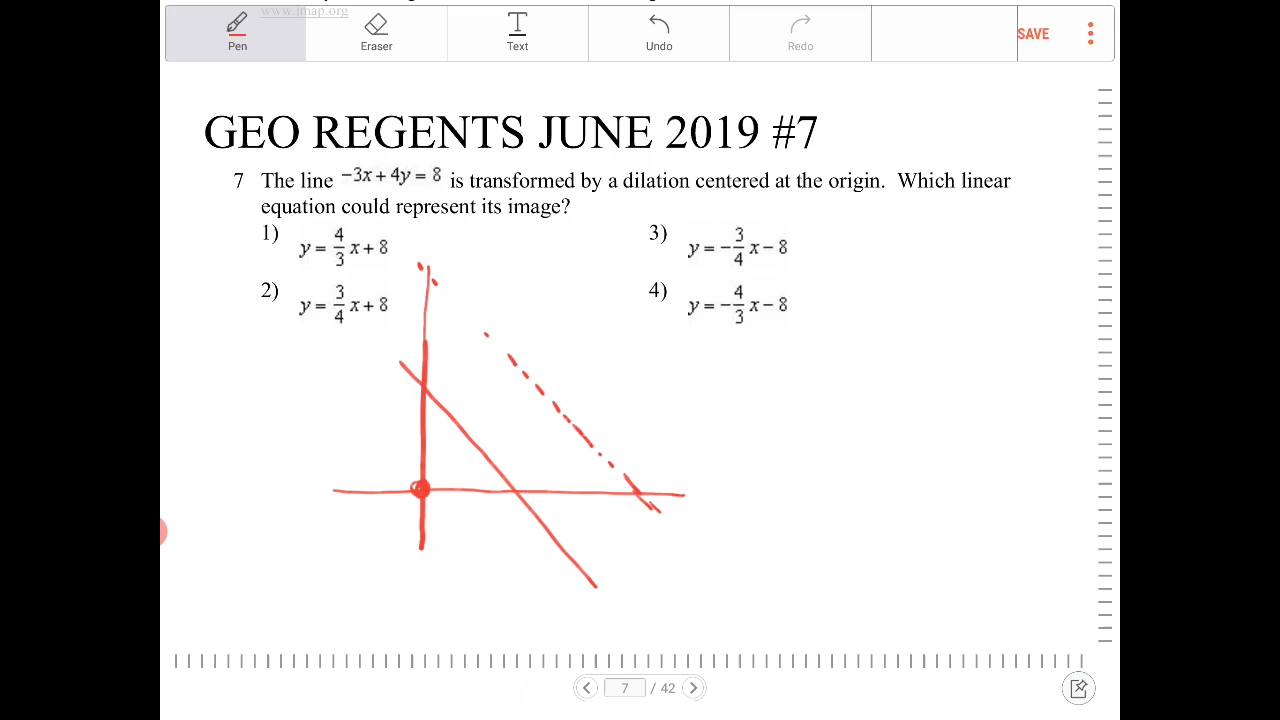 www.jmap.org
Pen
Eraser
Text
Undo
Redo
SAVE
GEO REGENTS JUNE 2019 #7
7 The line -3x + 4y = 8 is transformed by a dilation centered at the origin. Which linear
equation could represent its image?
1) y = 4/3 x + 8
2) y = 3/4 x + 8
3) y = -3/4 x - 8
4) y = -4/3 x - 8
7 / 42